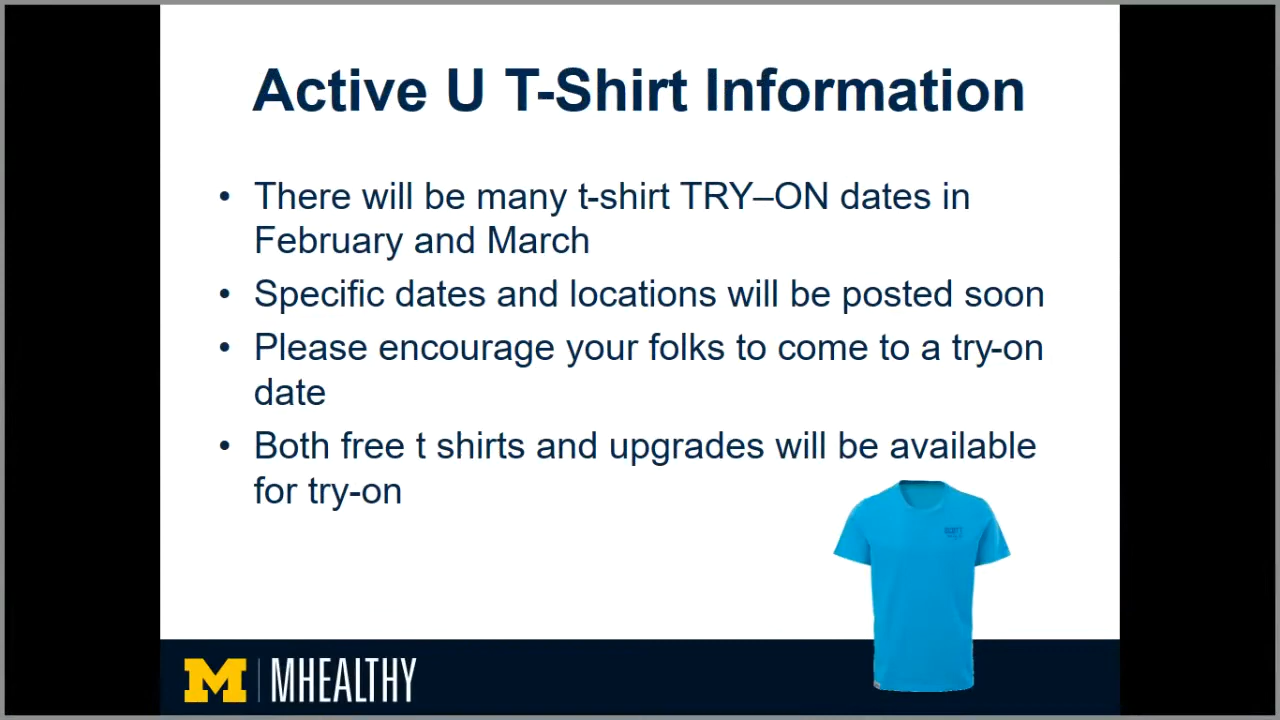 Active U T-Shirt Information
• There will be many t-shirt TRY–ON dates in
February and March
• Specific dates and locations will be posted soon
• Please encourage your folks to come to a try-on
date
• Both free t shirts and upgrades will be available
for try-on
M | MHEALTHY